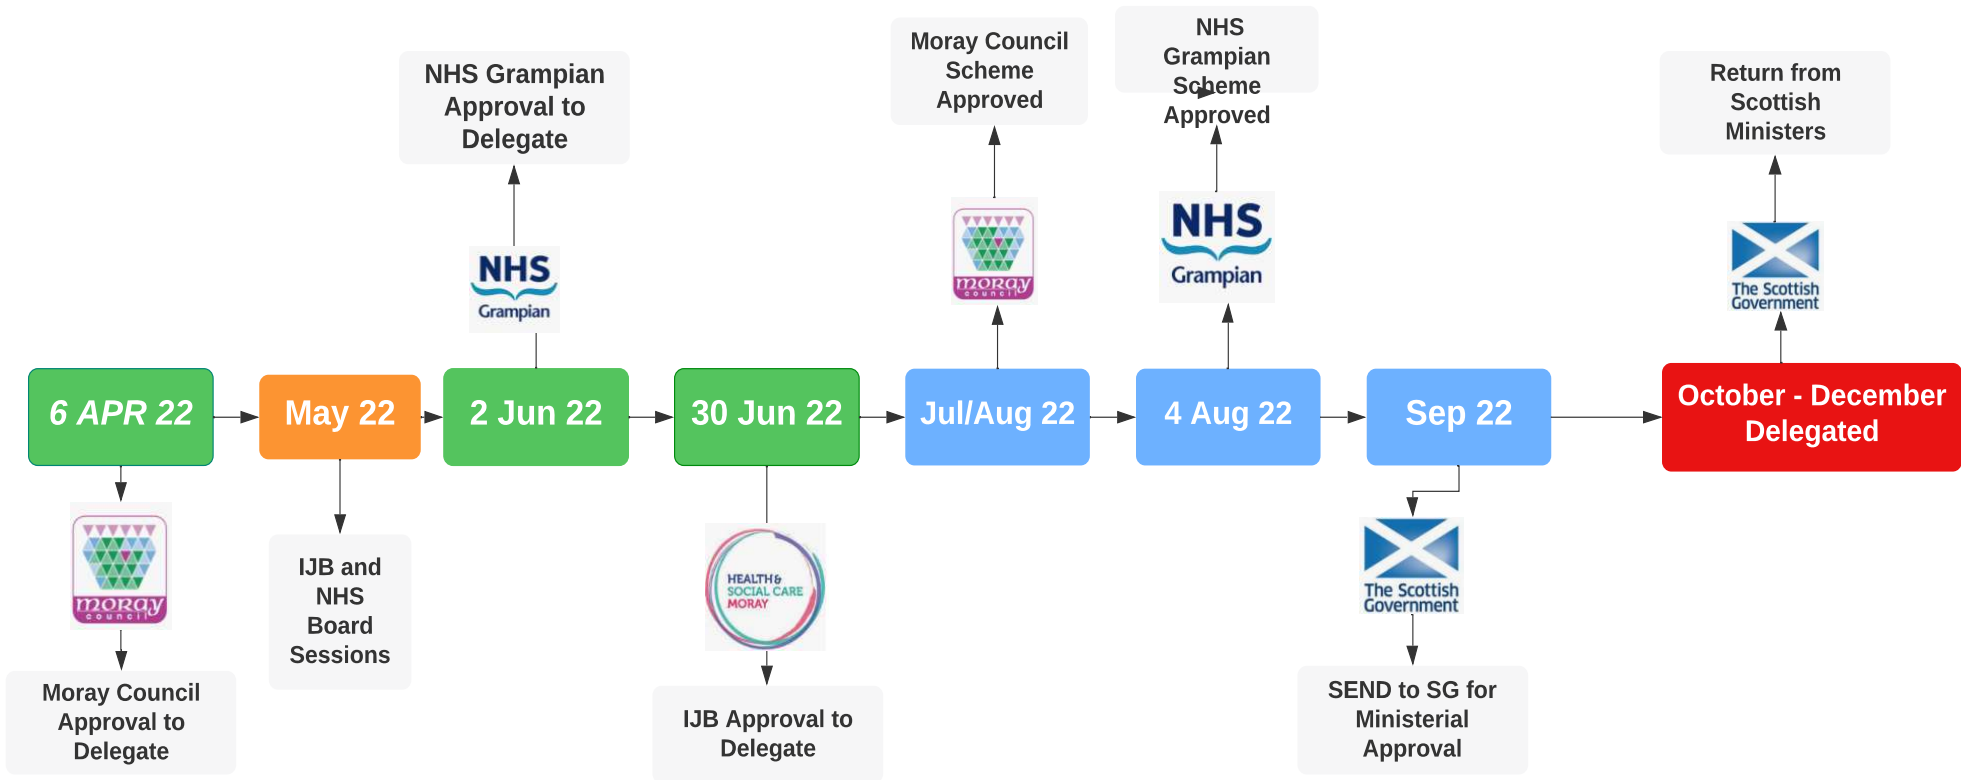 NHS Grampian
Approval to
Delegate
Moray Council
Scheme
Approved
NHS
Grampian
Scheme
Approved
Return from
Scottish
Ministers
NHS
Grampian
moray
council
NHS
Grampian
The Scottish
Government
6 APR 22
May 22
2 Jun 22
30 Jun 22
Jul/Aug 22
4 Aug 22
Sep 22
October - December
Delegated
moray
council
Moray Council
Approval to
Delegate
IJB and
NHS
Board
Sessions
HEALTH &
SOCIAL CARE
MORAY
IJB Approval to
Delegate
The Scottish
Government
SEND to SG for
Ministerial
Approval